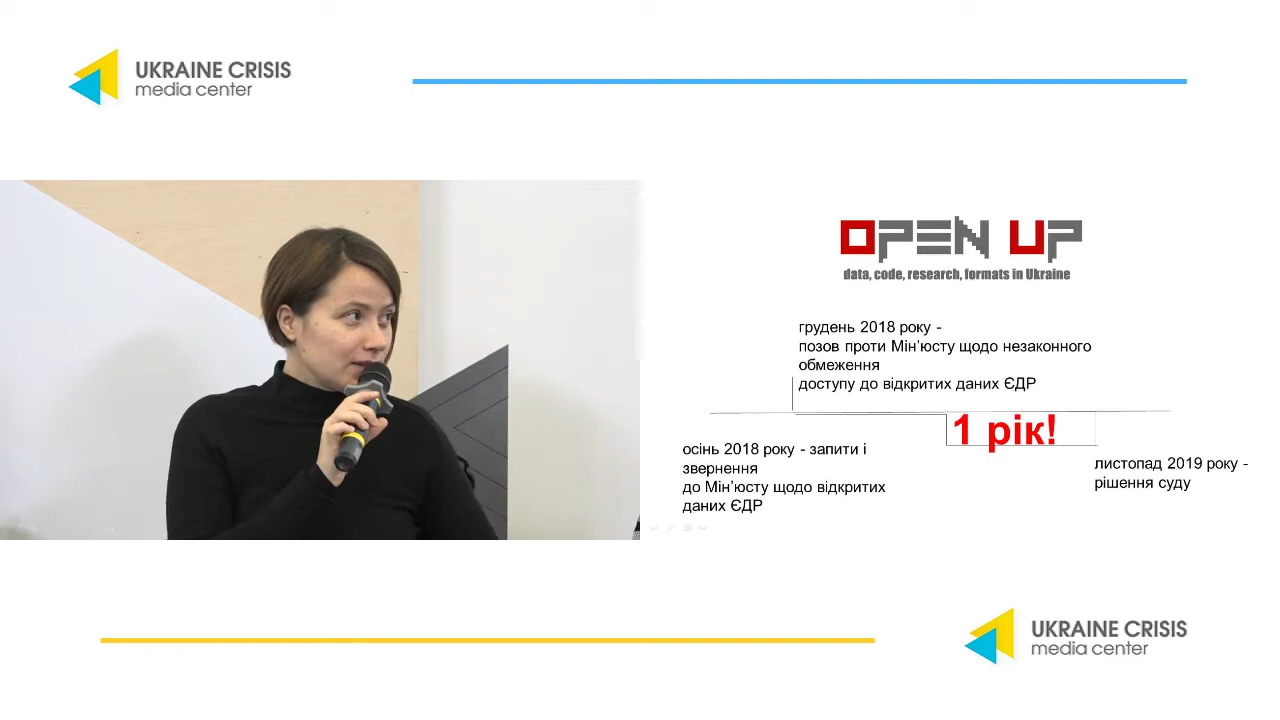 UKRAINE CRISIS
media center
OPEN UP
data, code, research, formats in Ukraine
грудень 2018 року -
позов проти Мін’юсту щодо незаконного
обмеження
доступу до відкритих даних ЄДР
1 рік!
осінь 2018 року - запити і
звернення
до Мін’юсту щодо відкритих
даних ЄДР
листопад 2019 року -
рішення суду
UKRAINE CRISIS
media center